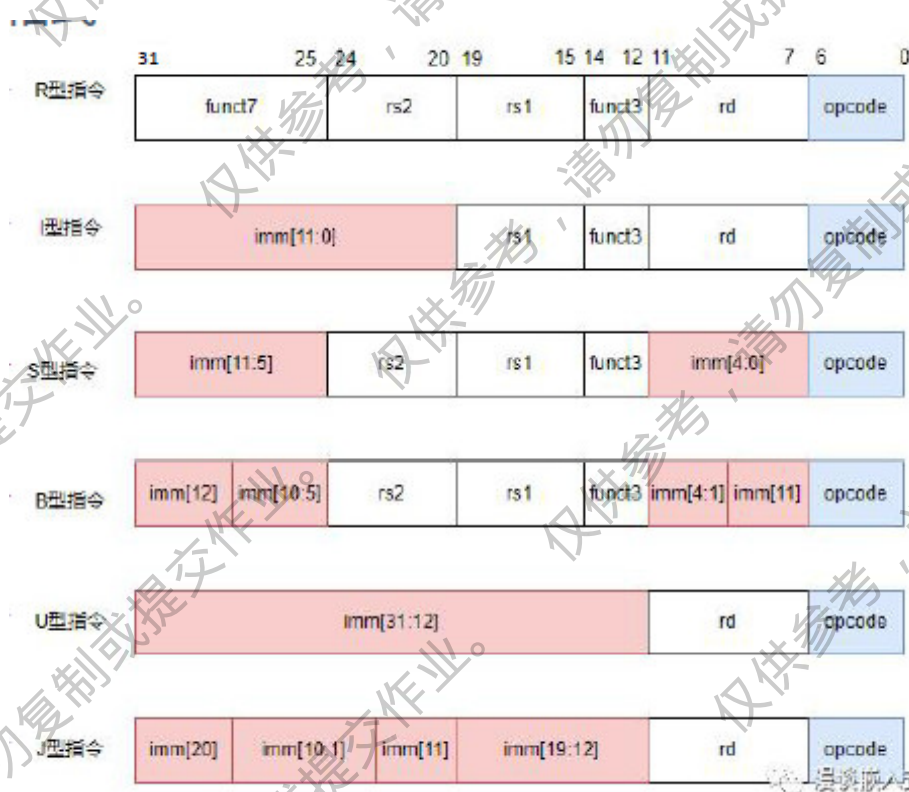 31 25 24 20 19 15 14 12 11 7 6 0
R型指令 funct7 rs2 rs1 funct3 rd opcode
I型指令 imm[11:0] rs1 funct3 rd opcode
S型指令 imm[11:5] rs2 rs1 funct3 imm[4:0] opcode
B型指令 imm[12] imm[10:5] rs2 rs1 funct3 imm[4:1] imm[11] opcode
U型指令 imm[31:12] rd opcode
J型指令 imm[20] imm[10:1] imm[11] imm[19:12] rd opcode
漫谈嵌入
仅供参考,请勿复制或提交作业。